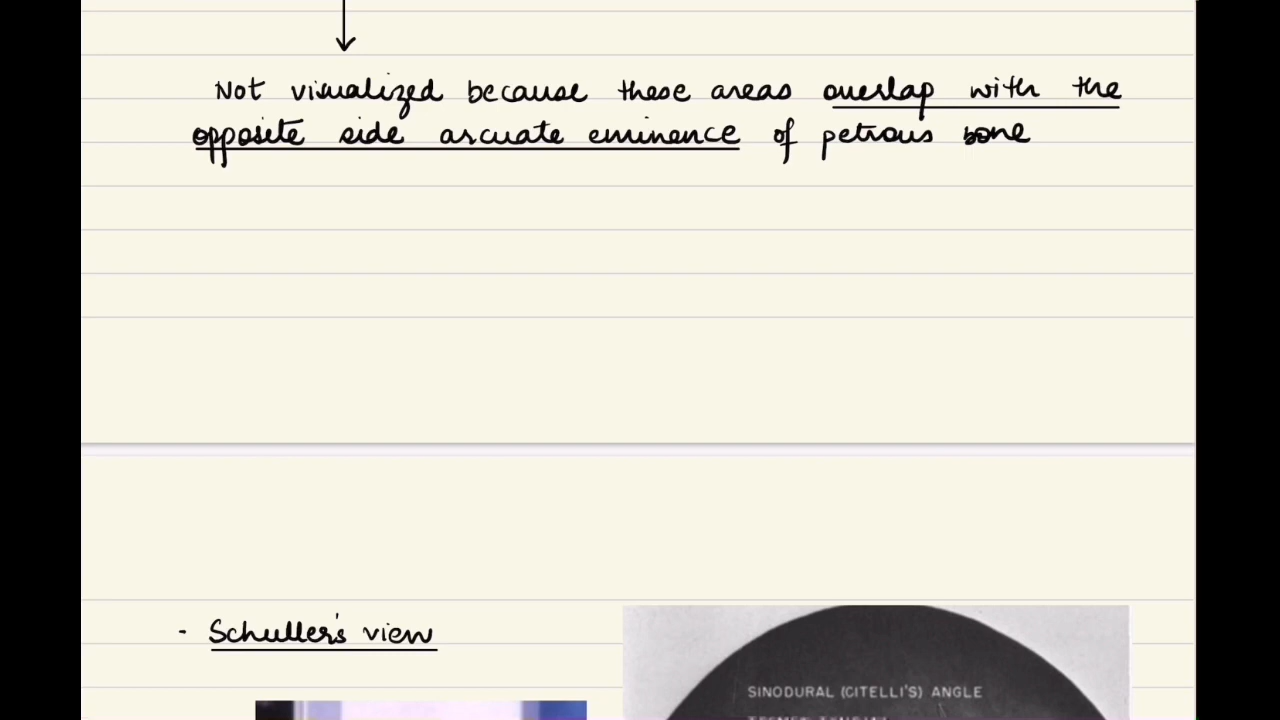 Not visualized because these areas overlap with the
opposite side arcuate eminence of petrous bone
· Schuller's view
SINODURAL (CITELLI'S) ANGLE